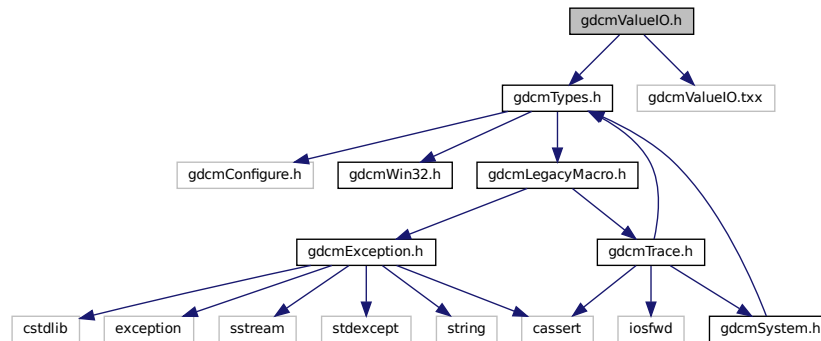 gdcmValueIO.h
gdcmTypes.h
gdcmValueIO.txx
gdcmConfigure.h
gdcmWin32.h
gdcmLegacyMacro.h
gdcmException.h
gdcmTrace.h
cstdlib
exception
sstream
stdexcept
string
cassert
iosfwd
gdcmSystem.h